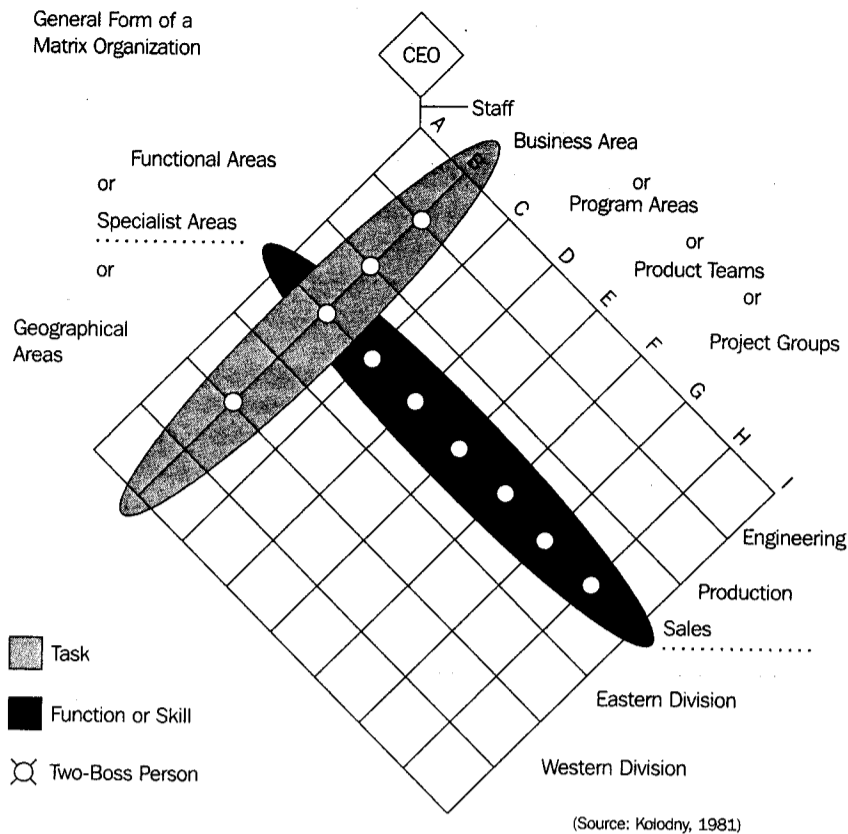 General Form of a
Matrix Organization
CEO
Staff
A
Business Area
B
Functional Areas
or
or
Program Areas
Specialist Areas
C
or
D
Product Teams
or
or
E
Geographical
Areas
F
Project Groups
G
H
I
Engineering
Production
Sales
Task
Eastern Division
Function or Skill
Western Division
Two-Boss Person
(Source: Kolodny, 1981)